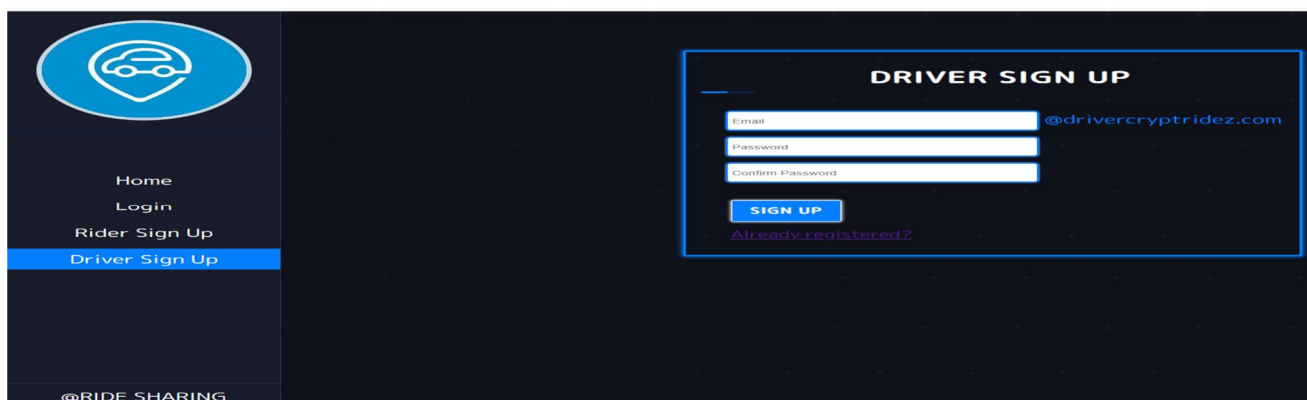 Home
Login
Rider Sign Up
Driver Sign Up
@RIDE SHARING
DRIVER SIGN UP
Email
@drivercryptridez.com
Password
Confirm Password
SIGN UP
Already registered?